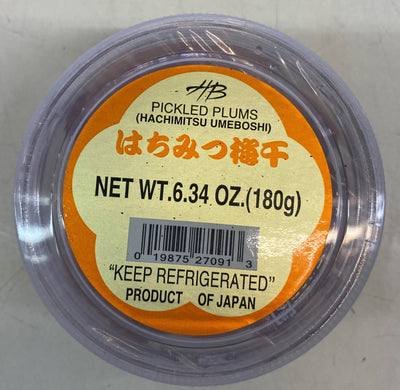 HB
PICKLED PLUMS
(HACHIMITSU UMEBOSHI)
はちみつ梅干
NET WT.6.34 OZ.(180g)
0 19875 27091 3
"KEEP REFRIGERATED"
PRODUCT OF JAPAN